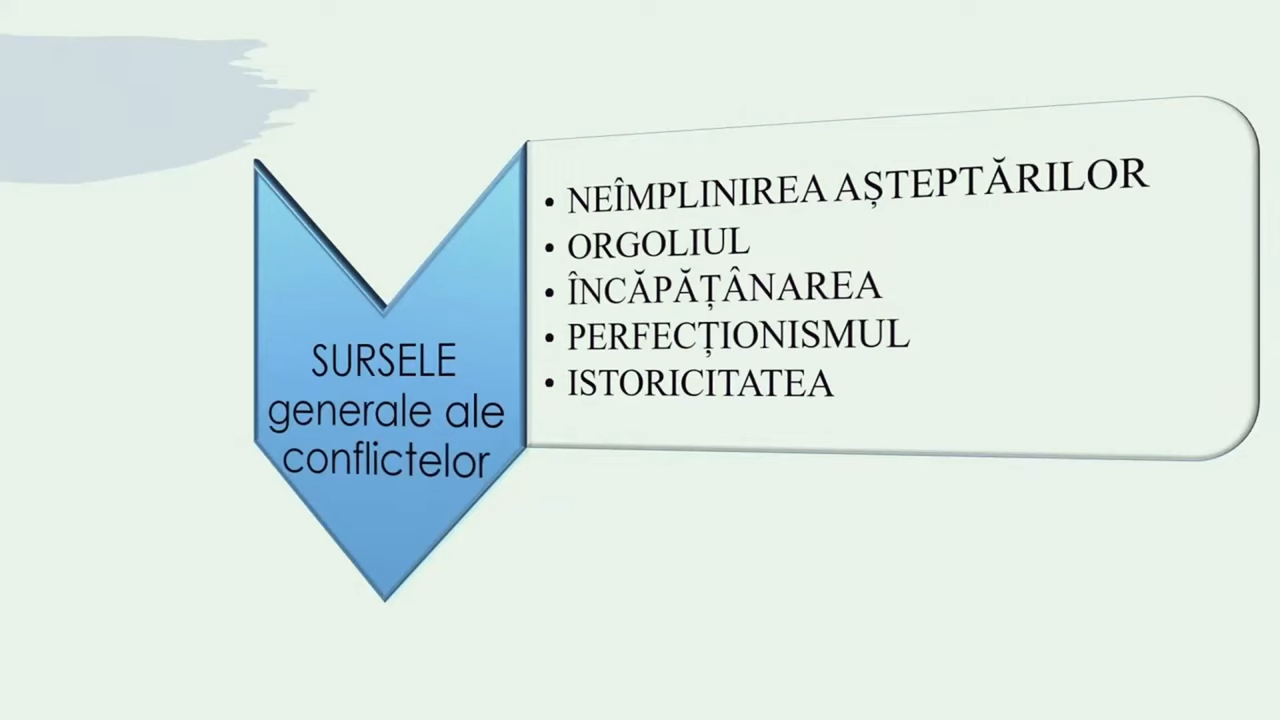 SURSELE
generale ale
conflictelor
• NEÎMPLINIREA AȘTEPTĂRILOR
• ORGOLIUL
• ÎNCĂPĂȚÂNAREA
• PERFECȚIONISMUL
• ISTORICITATEA